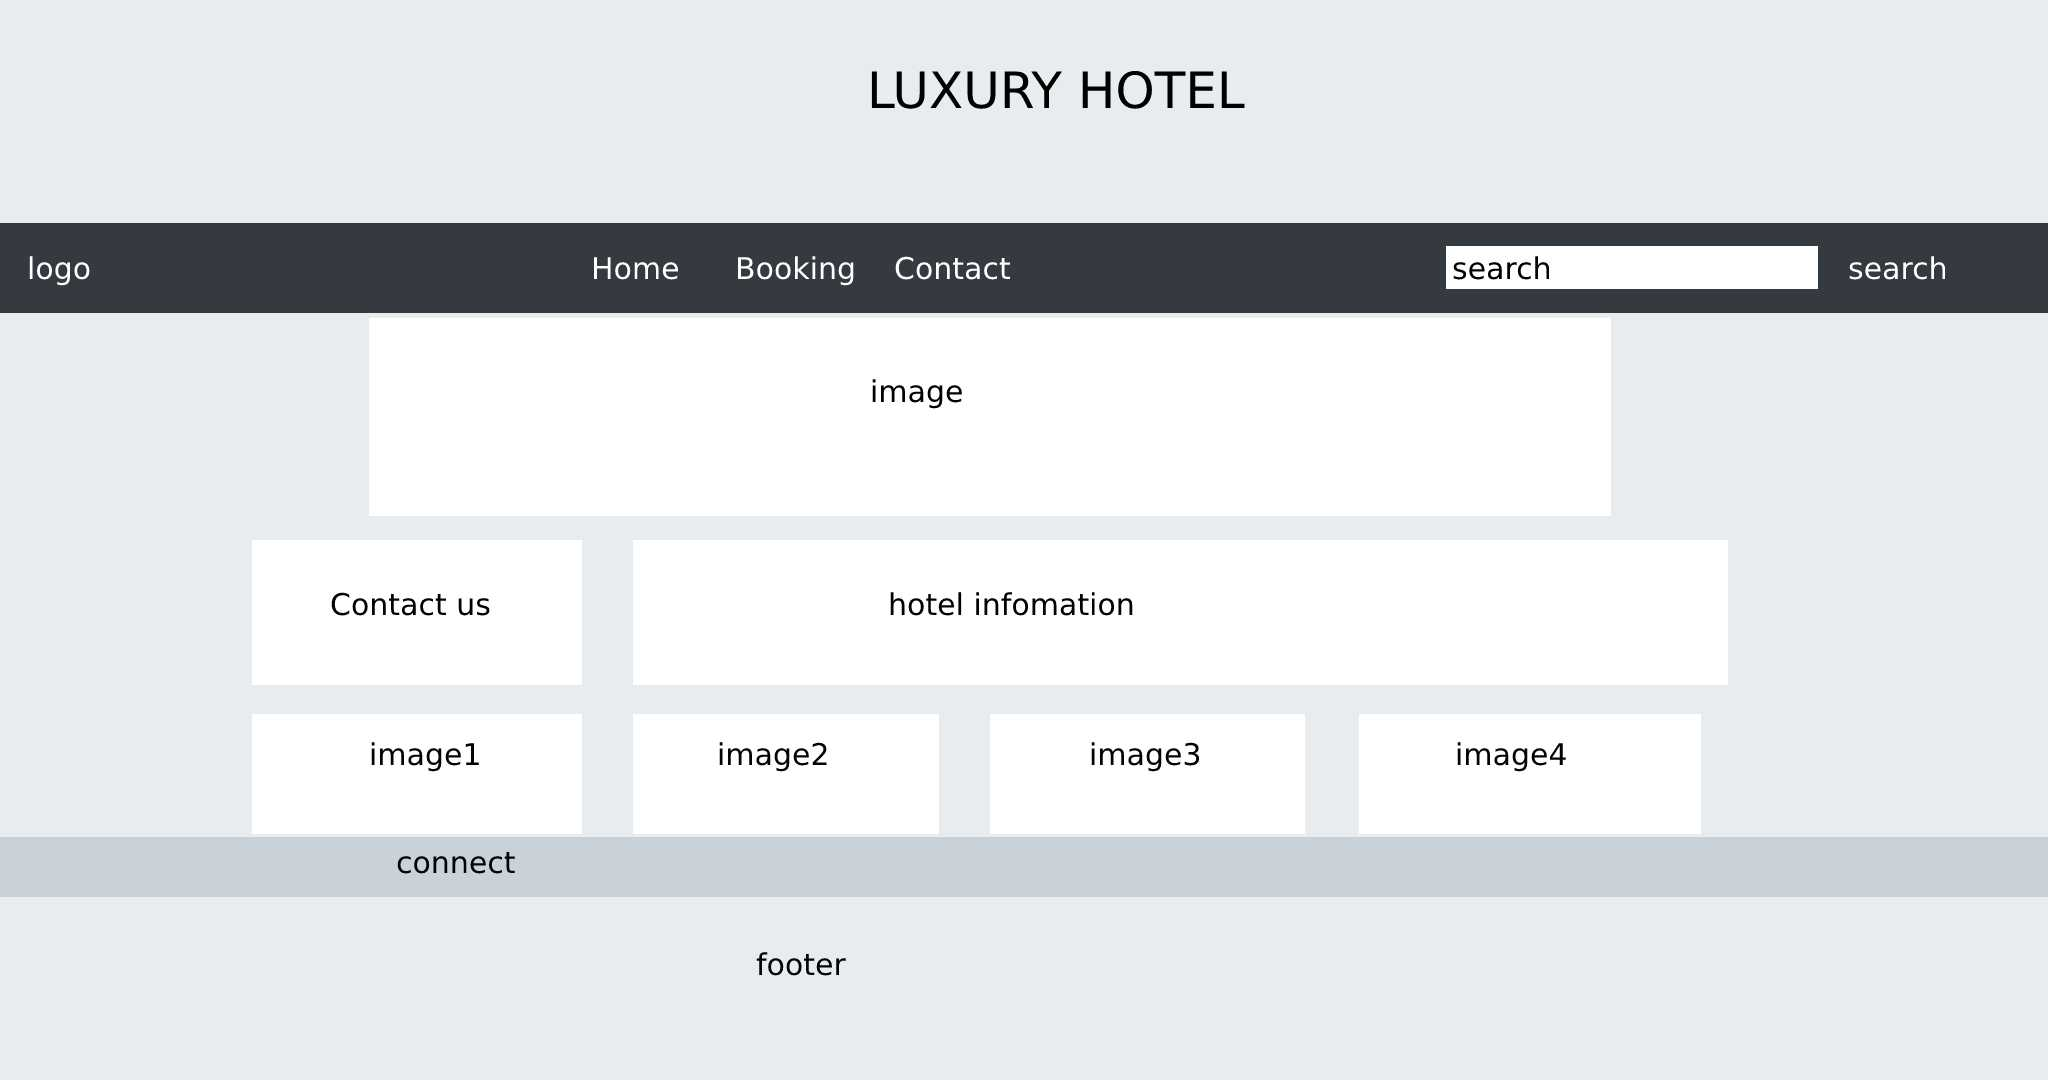 LUXURY HOTEL
logo Home Booking Contact search search
image
Contact us hotel infomation
image1 image2 image3 image4
connect
footer